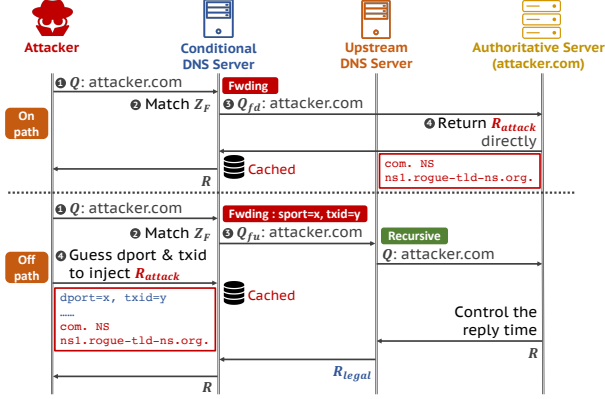 Attacker
Conditional
DNS Server
Upstream
DNS Server
Authoritative Server
(attacker.com)
On
path
❶ Q: attacker.com
❷ Match Z_F
Fwding
❸ Q_fd: attacker.com
❹ Return R_attack
directly
com. NS
ns1.rogue-tld-ns.org.
Cached
R
Off
path
❶ Q: attacker.com
❷ Match Z_F
Fwding : sport=x, txid=y
❸ Q_fu: attacker.com
Recursive
Q: attacker.com
❹ Guess dport & txid
to inject R_attack
dport=x, txid=y
……
com. NS
ns1.rogue-tld-ns.org.
Cached
Control the
reply time
R
R_legal
R